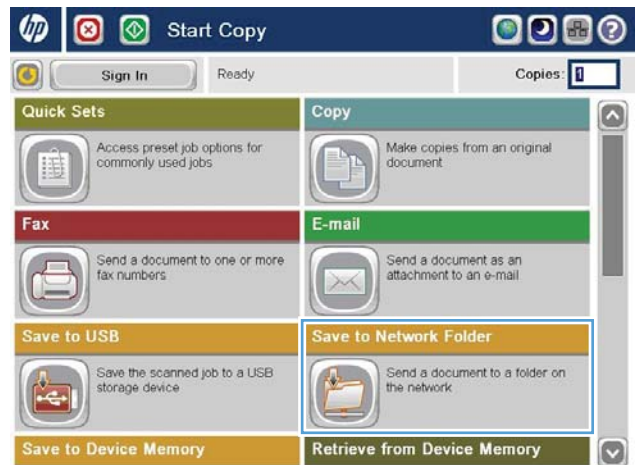 hp
Start Copy
?
Sign In
Ready
Copies: 1
Quick Sets
Access preset job options for
commonly used jobs
Copy
Make copies from an original
document
Fax
Send a document to one or more
fax numbers
E-mail
Send a document as an
attachment to an e-mail
Save to USB
Save the scanned job to a USB
storage device
Save to Network Folder
Send a document to a folder on
the network
Save to Device Memory
Retrieve from Device Memory